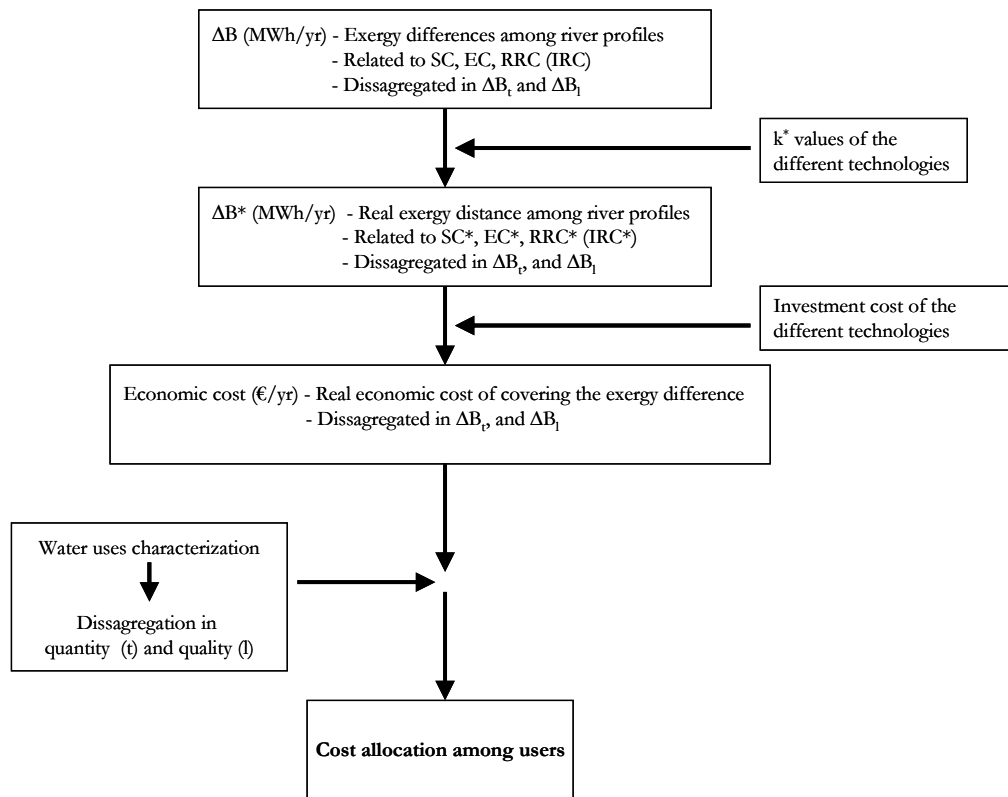 ΔB (MWh/yr) - Exergy differences among river profiles
- Related to SC, EC, RRC (IRC)
- Dissagregated in ΔBt and ΔBl
k* values of the
different technologies
ΔB* (MWh/yr) - Real exergy distance among river profiles
- Related to SC*, EC*, RRC* (IRC*)
- Dissagregated in ΔBt, and ΔBl
Investment cost of the
different technologies
Economic cost (€/yr) - Real economic cost of covering the exergy difference
- Dissagregated in ΔBt, and ΔBl
Water uses characterization
Dissagregation in
quantity (t) and quality (l)
Cost allocation among users